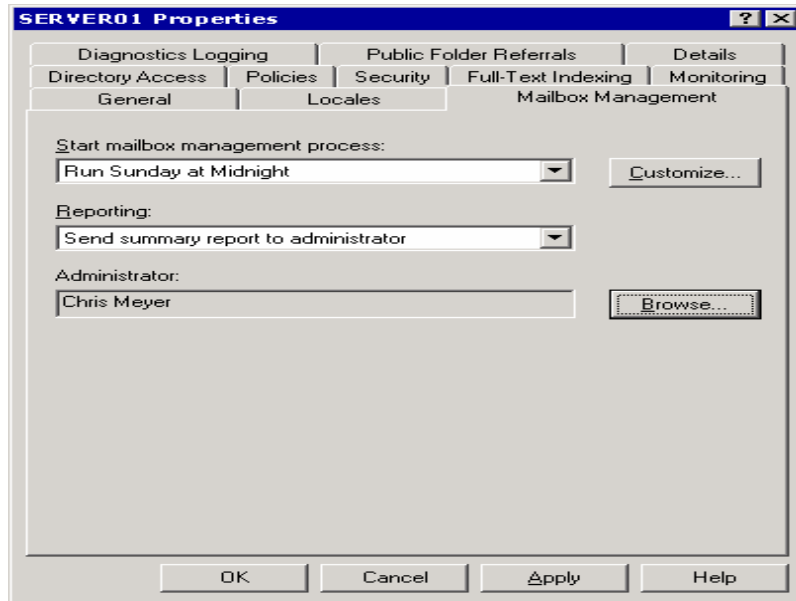 SERVER01 Properties
Diagnostics Logging Public Folder Referrals Details
Directory Access Policies Security Full-Text Indexing Monitoring
General Locales Mailbox Management
Start mailbox management process:
Run Sunday at Midnight Customize...
Reporting:
Send summary report to administrator
Administrator:
Chris Meyer Browse...
OK Cancel Apply Help